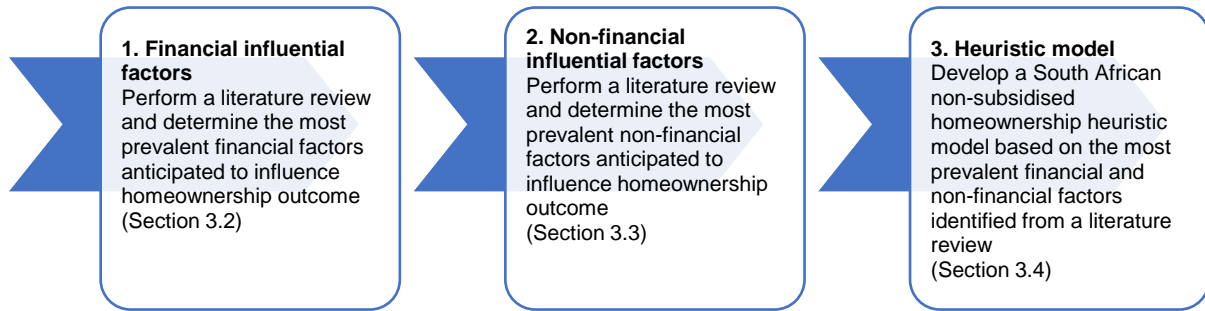 1. Financial influential
factors
Perform a literature review
and determine the most
prevalent financial factors
anticipated to influence
homeownership outcome
(Section 3.2)
2. Non-financial
influential factors
Perform a literature review
and determine the most
prevalent non-financial
factors anticipated to
influence homeownership
outcome
(Section 3.3)
3. Heuristic model
Develop a South African
non-subsidised
homeownership heuristic
model based on the most
prevalent financial and
non-financial factors
identified from a literature
review
(Section 3.4)